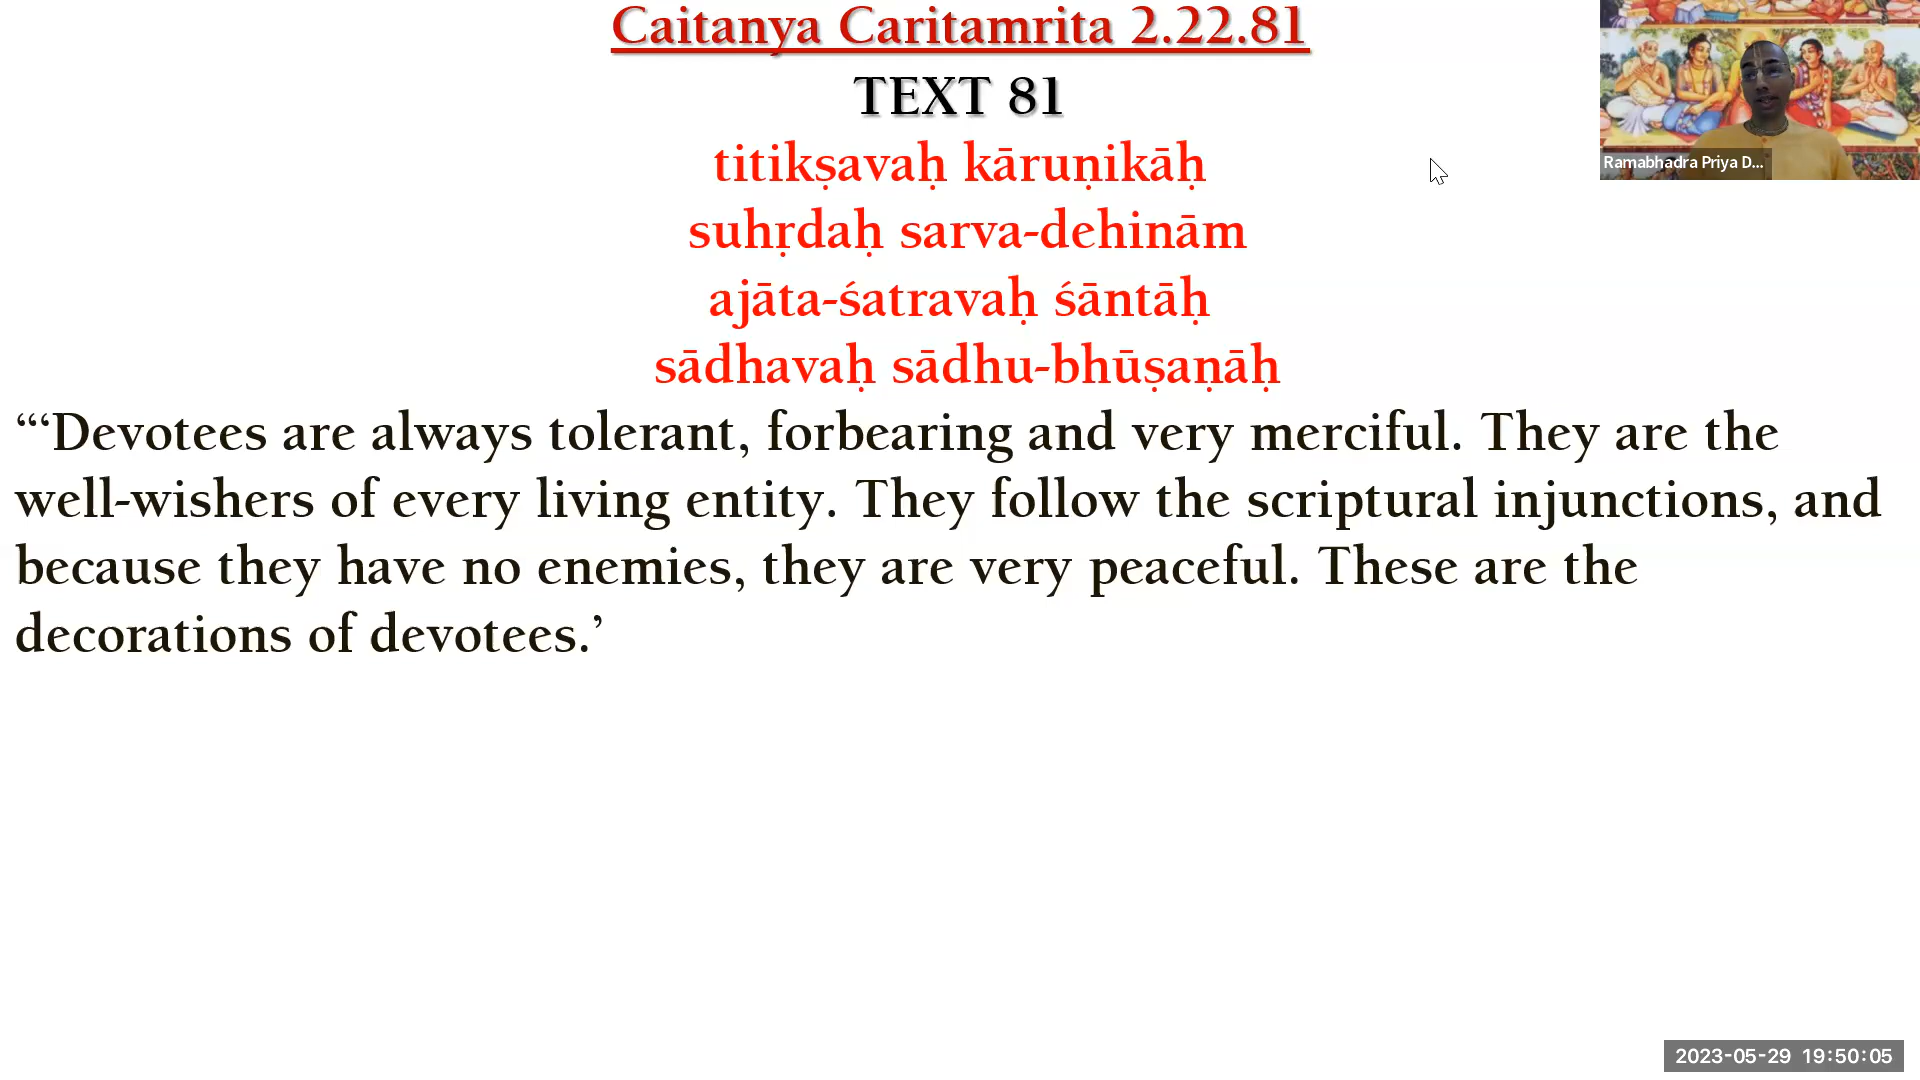 Caitanya Caritamrita 2.22.81
TEXT 81
titikṣavaḥ kāruṇikāḥ
suhṛdaḥ sarva-dehinām
ajāta-śatravaḥ śāntāḥ
sādhavaḥ sādhu-bhūṣaṇāḥ
“‘Devotees are always tolerant, forbearing and very merciful. They are the
well-wishers of every living entity. They follow the scriptural injunctions, and
because they have no enemies, they are very peaceful. These are the
decorations of devotees.’
Ramabhadra Priya D...
2023-05-29 19:50:05